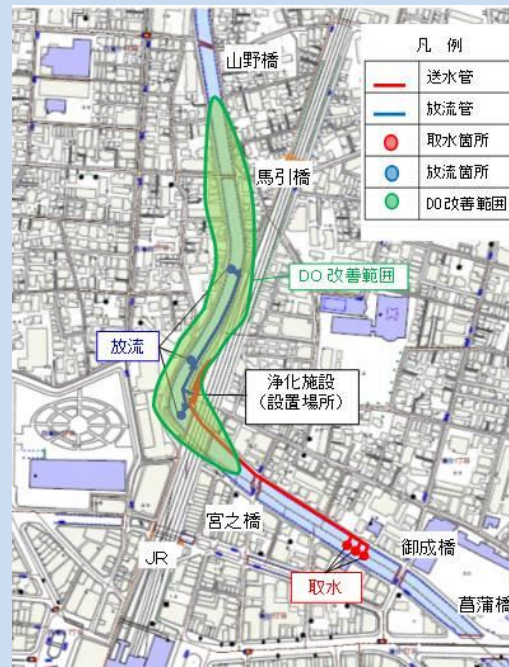 山野橋
凡 例
送水管
放流管
取水箇所
放流箇所
DO改善範囲
馬引橋
DO 改善範囲
放流
浄化施設
(設置場所)
宮之橋
御成橋
JR
取水
菖蒲橋